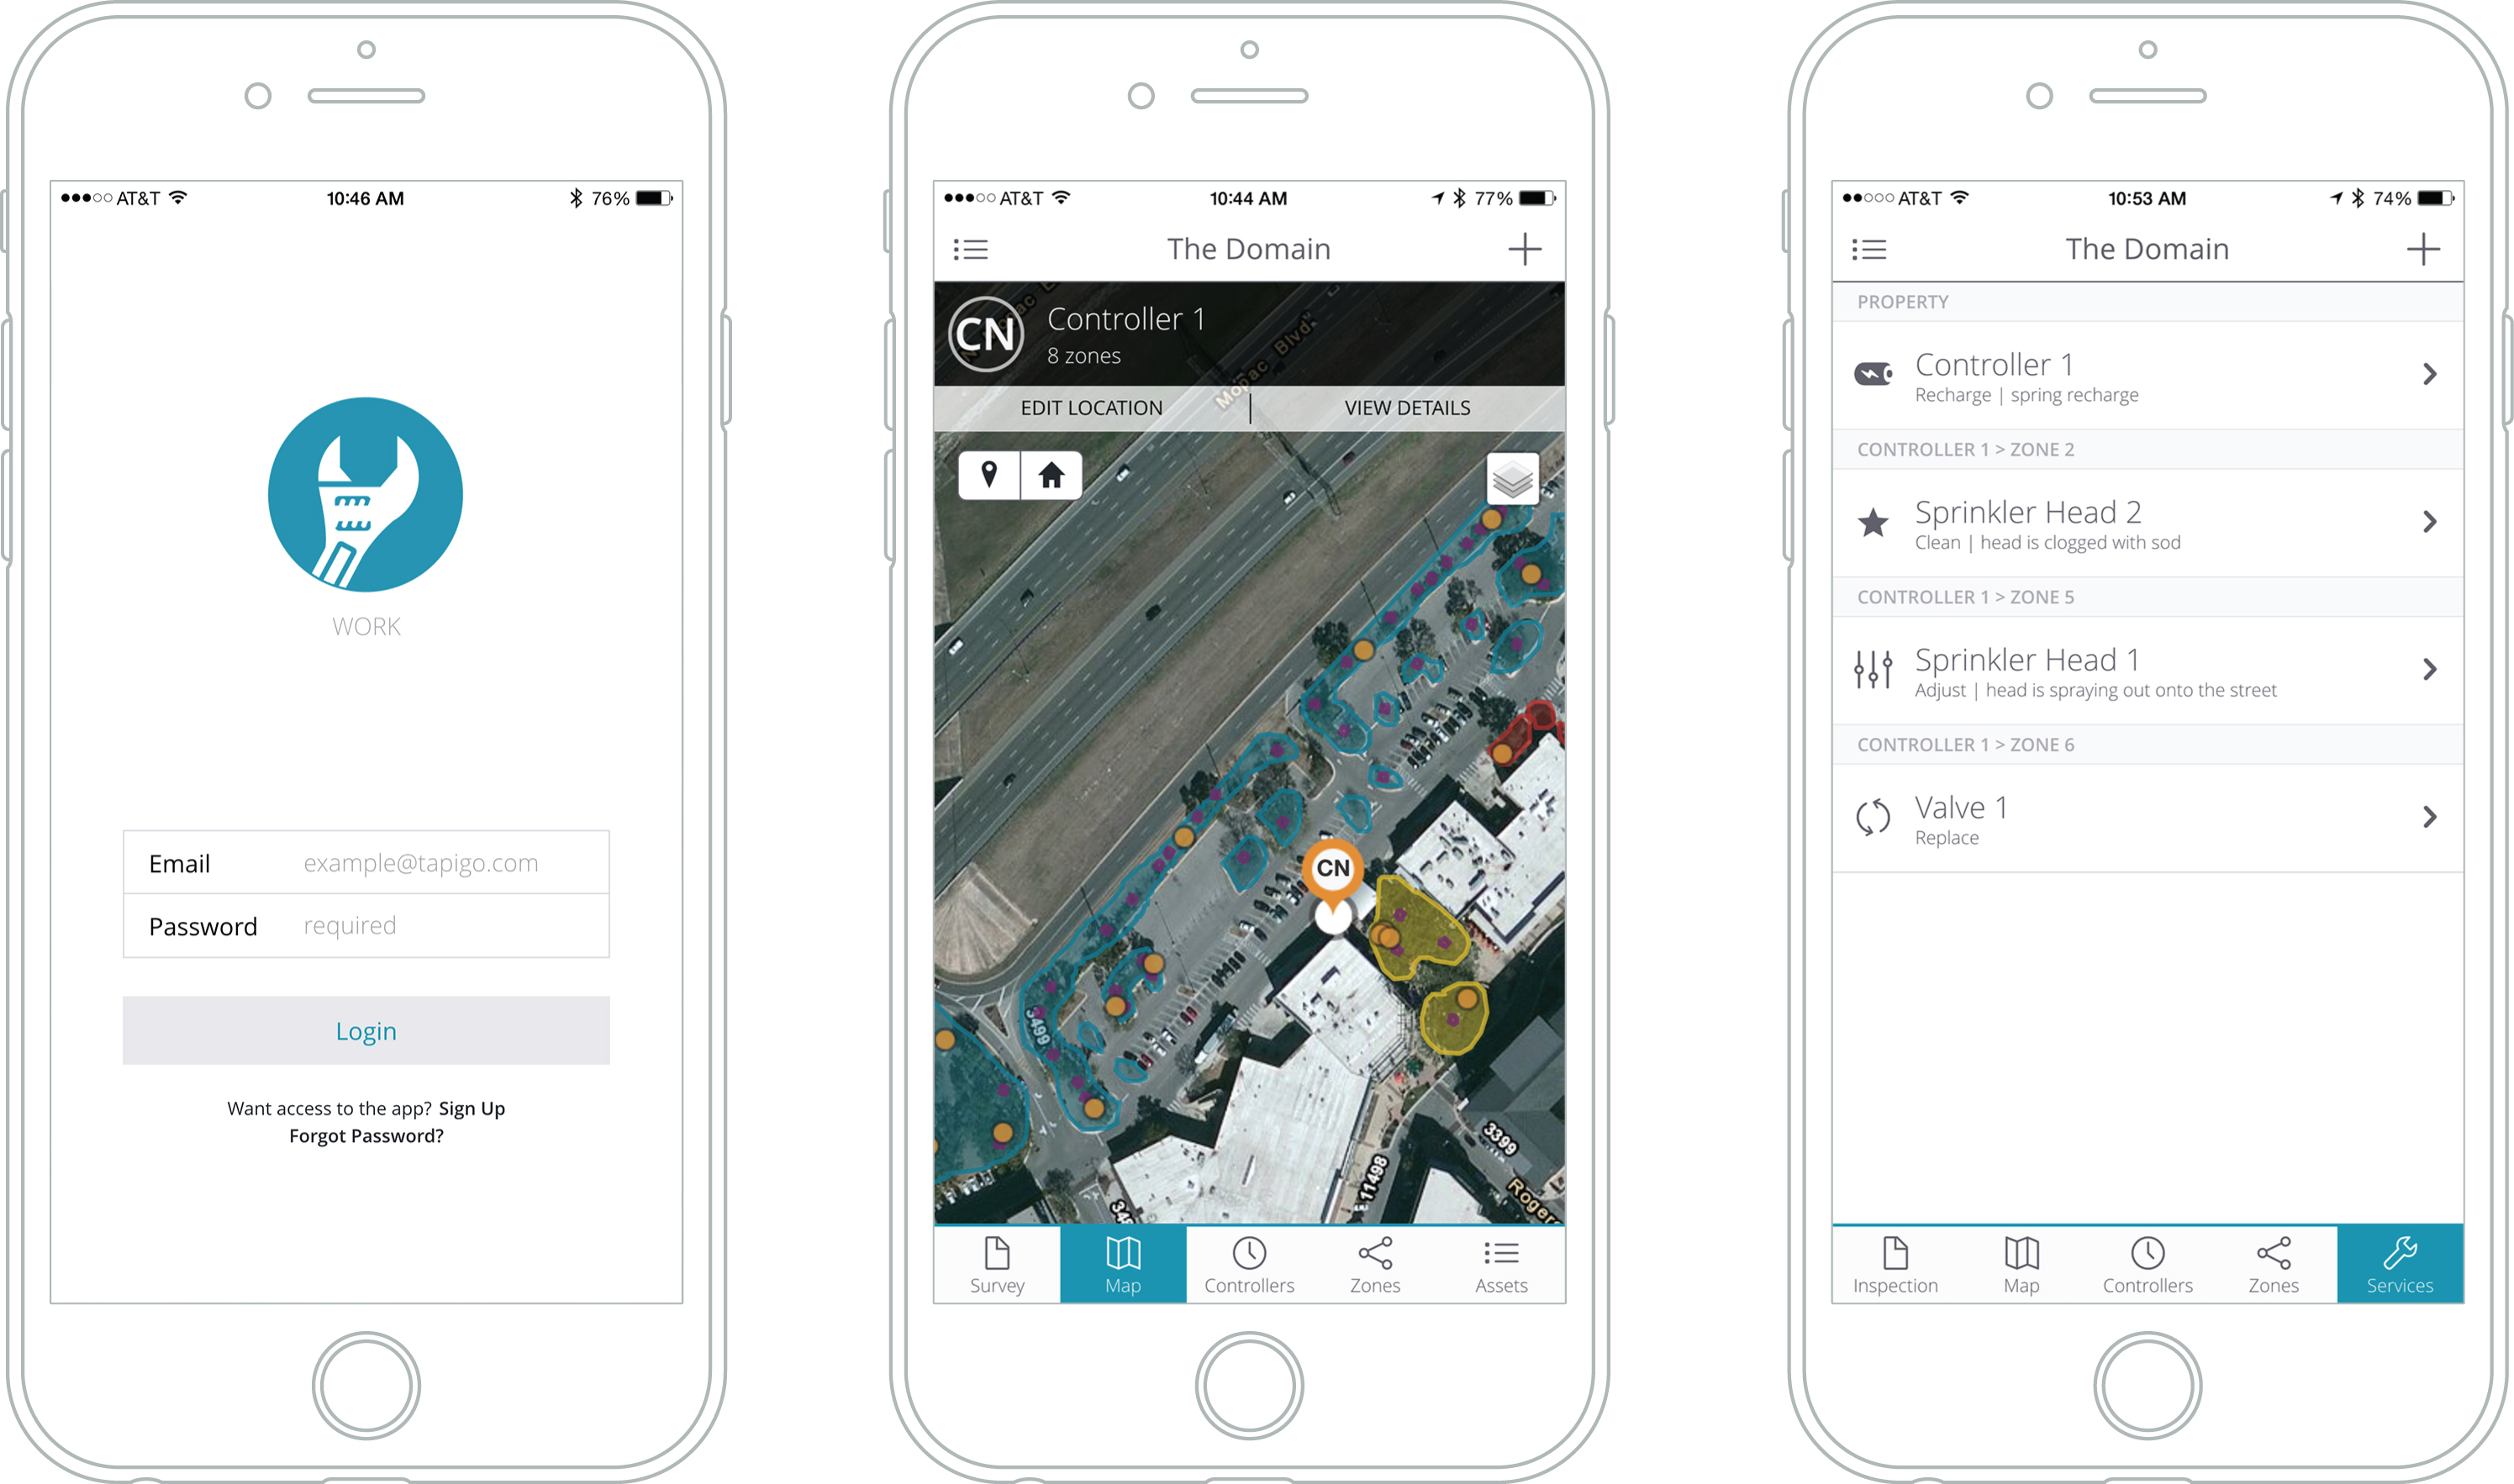 AT&T 10:46 AM 76%
WORK
Email example@tapigo.com
Password required
Login
Want access to the app? Sign Up
Forgot Password?
AT&T 10:44 AM 77%
The Domain
CN Controller 1
8 zones
Mopac Blvd
EDIT LOCATION | VIEW DETAILS
CN
3499
3399
11498
Survey Map Controllers Zones Assets
AT&T 10:53 AM 74%
The Domain
PROPERTY
Controller 1
Recharge | spring recharge
CONTROLLER 1 > ZONE 2
Sprinkler Head 2
Clean | head is clogged with sod
CONTROLLER 1 > ZONE 5
Sprinkler Head 1
Adjust | head is spraying out onto the street
CONTROLLER 1 > ZONE 6
Valve 1
Replace
Inspection Map Controllers Zones Services